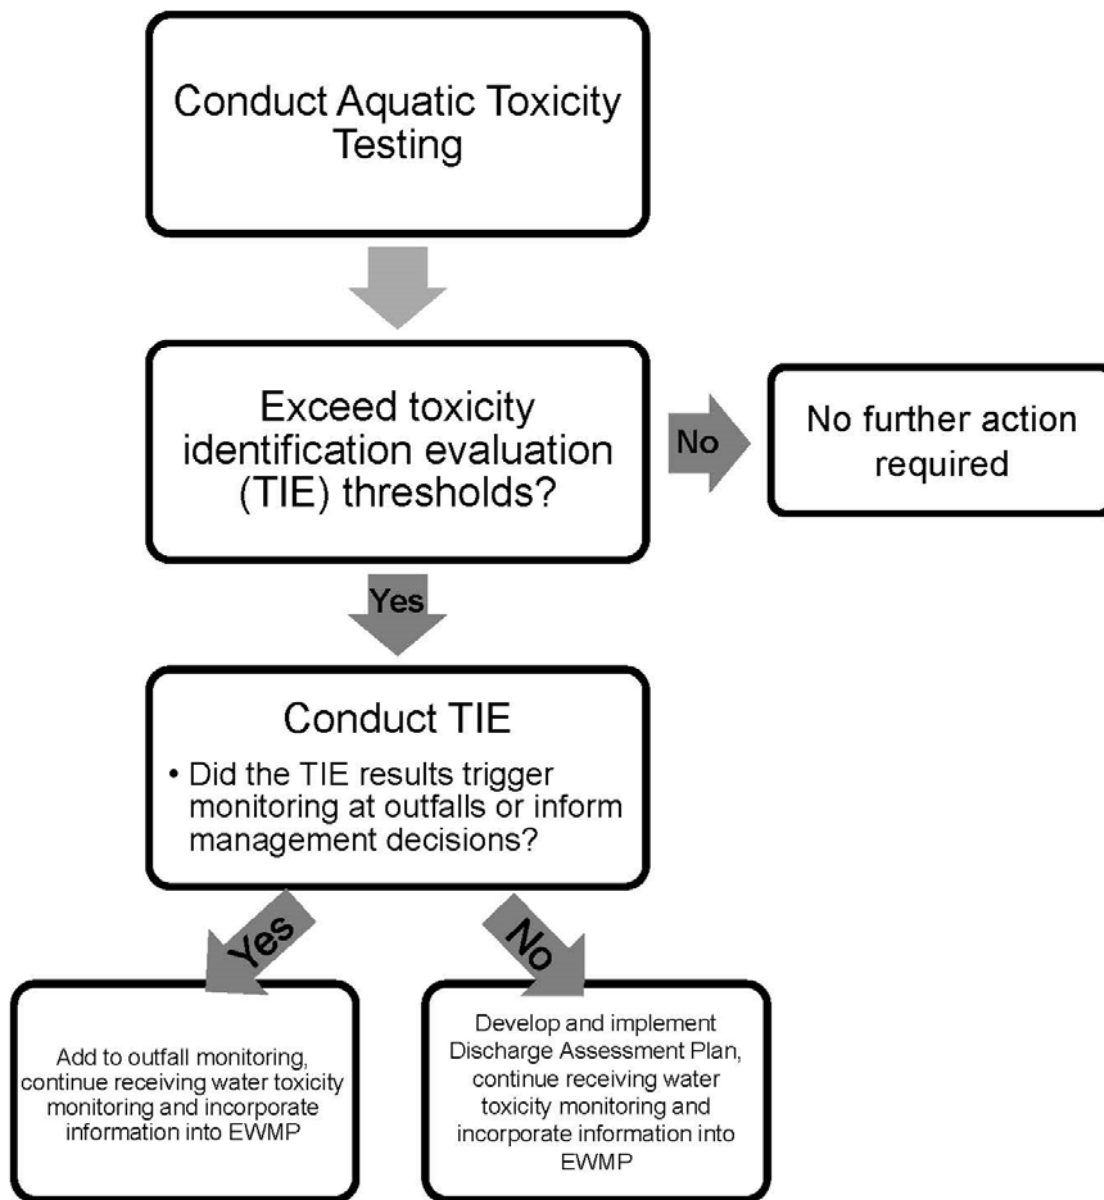 Conduct Aquatic Toxicity
Testing
Exceed toxicity
identification evaluation
(TIE) thresholds?
No
No further action
required
Yes
Conduct TIE
• Did the TIE results trigger
monitoring at outfalls or inform
management decisions?
Yes
No
Add to outfall monitoring,
continue receiving water toxicity
monitoring and incorporate
information into EWMP
Develop and implement
Discharge Assessment Plan,
continue receiving water
toxicity monitoring and
incorporate information into
EWMP